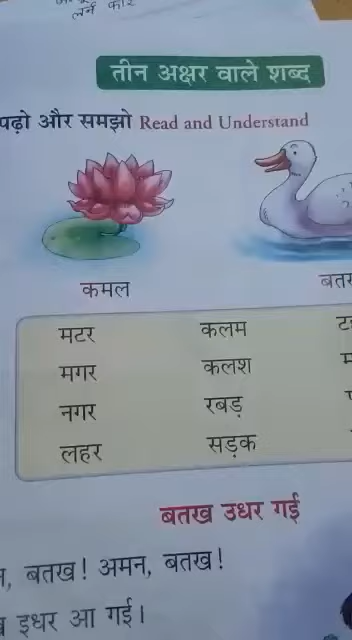 तीन अक्षर वाले शब्द
पढ़ो और समझो Read and Understand
कमल
मटर कलम
मगर कलश
नगर रबड़
लहर सड़क
बतख उधर गई
बतख! अमन, बतख!
इधर आ गई।